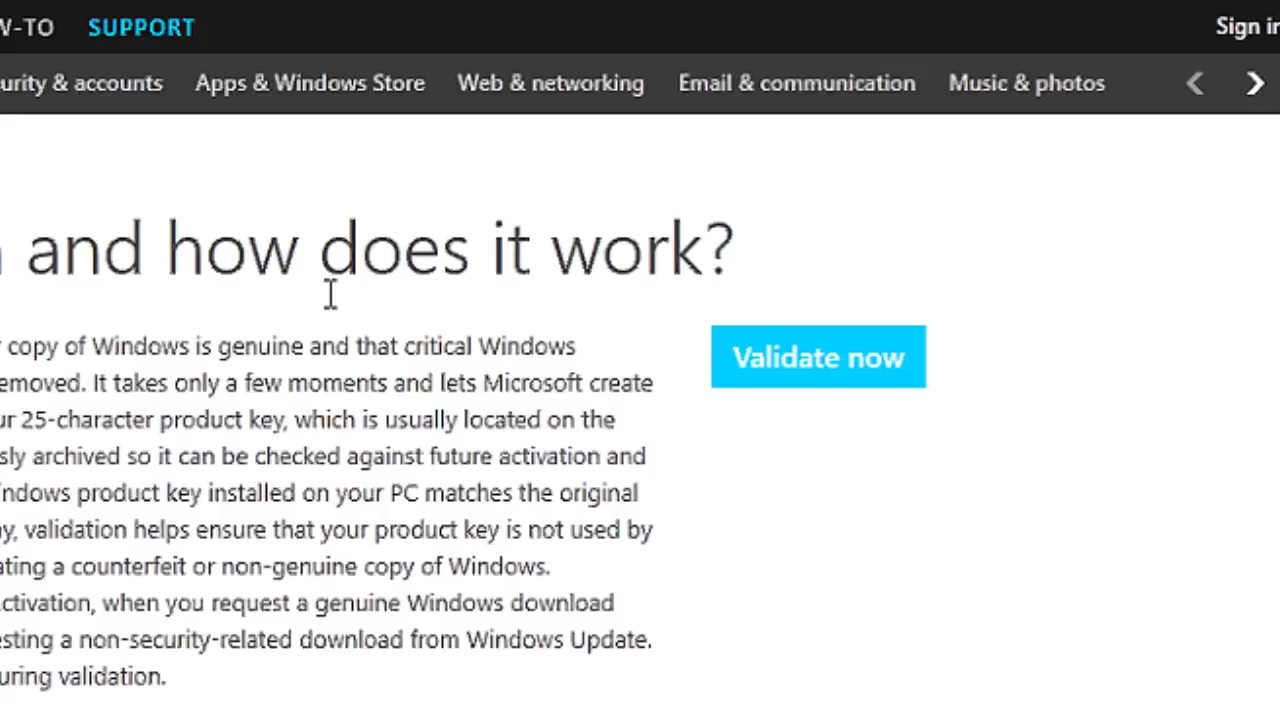 W-TO SUPPORT Sign in
urity & accounts Apps & Windows Store Web & networking Email & communication Music & photos
and how does it work?
copy of Windows is genuine and that critical Windows
emoved. It takes only a few moments and lets Microsoft create
ur 25-character product key, which is usually located on the
sly archived so it can be checked against future activation and
indows product key installed on your PC matches the original
y, validation helps ensure that your product key is not used by
ating a counterfeit or non-genuine copy of Windows.
ctivation, when you request a genuine Windows download
esting a non-security-related download from Windows Update.
uring validation.
Validate now